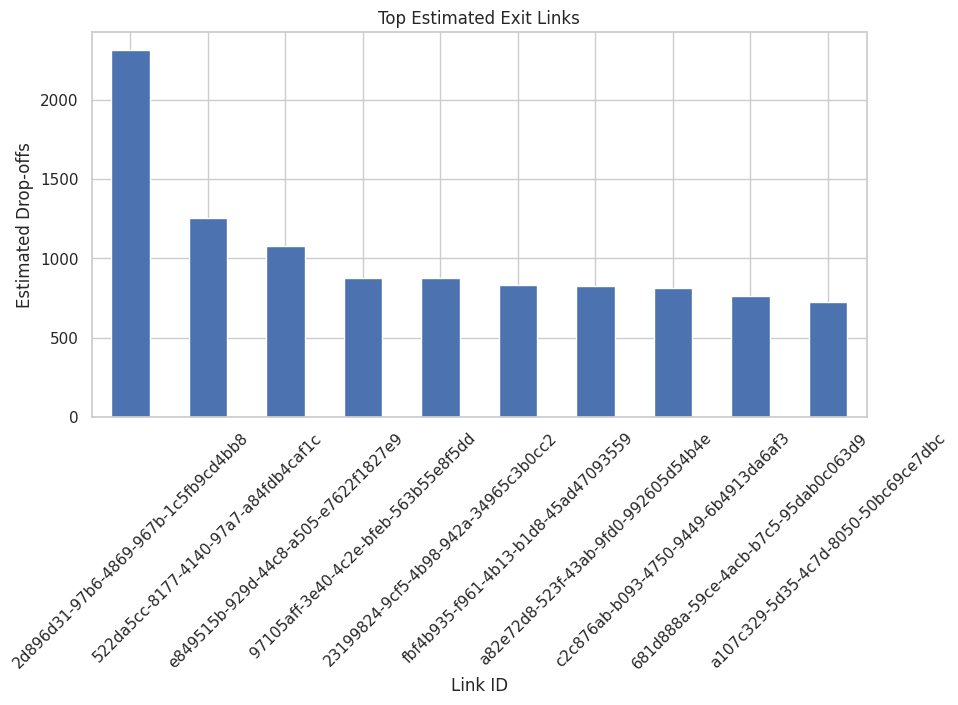 Top Estimated Exit Links
Estimated Drop-offs
2000
1500
1000
500
0
2d896d31-97b6-4869-967b-1c5fb9cd4bb8
522da5cc-8177-4140-97a7-a84fdb4caf1c
e849515b-929d-44c8-a505-e7622f1827e9
97105aff-3e40-4c2e-bfeb-563b55e8f5dd
23199824-9cf5-4b98-942a-34965c3b0cc2
fbf4b935-f961-4b13-b1d8-45ad47093559
a82e72d8-523f-43ab-9fd0-992605d54b4e
c2c876ab-b093-4750-9449-6b4913da6af3
681d888a-59ce-4acb-b7c5-95dab0c063d9
a107c329-5d35-4c7d-8050-50bc69ce7dbc
Link ID